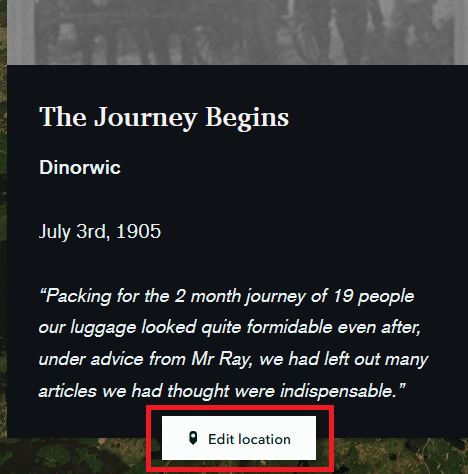 The Journey Begins
Dinorwic
July 3rd, 1905
“Packing for the 2 month journey of 19 people
our luggage looked quite formidable even after,
under advice from Mr Ray, we had left out many
articles we had thought were indispensable.”
Edit location